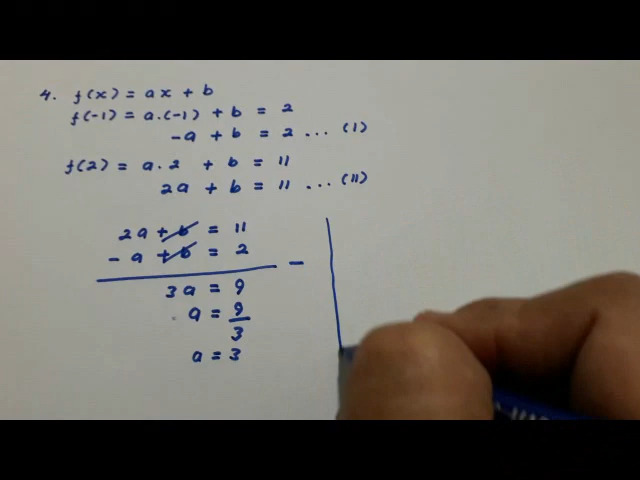 4. f(x) = ax + b
f(-1) = a.(-1) + b = 2
-a + b = 2 ... (I)
f(2) = a.2 + b = 11
2a + b = 11 ... (II)
2a + b = 11
- a + b = 2 -
3a = 9
a = 9/3
a = 3